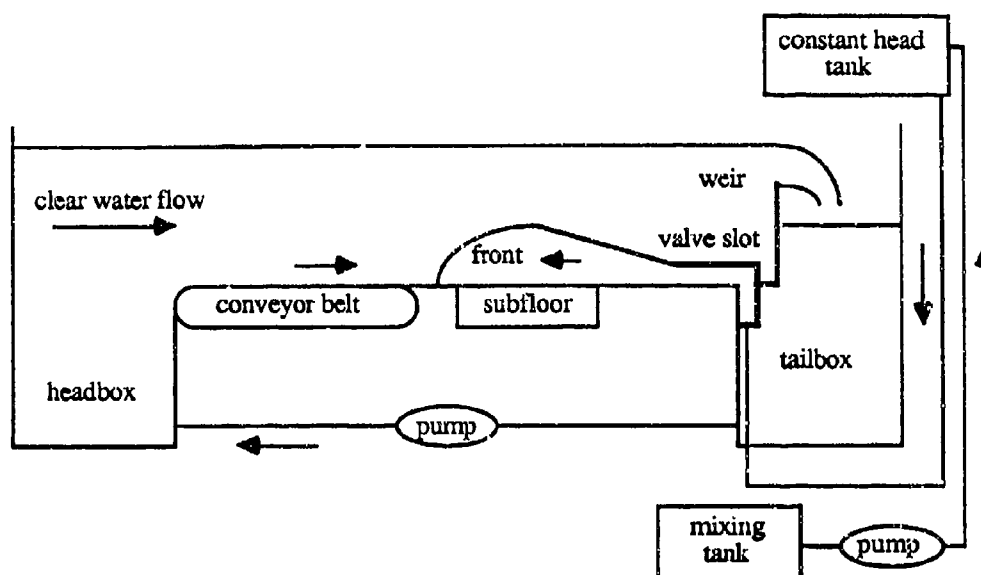 constant head
tank
weir
clear water flow
valve slot
front
conveyor belt
subfloor
tailbox
headbox
pump
mixing
tank
pump